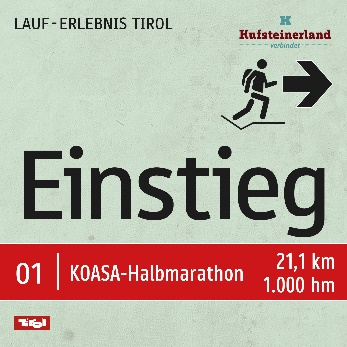 LAUF-ERLEBNIS TIROL
Kufsteinerland
verbindet
Einstieg
01 KOASA-Halbmarathon
21,1 km
1.000 hm
Tirol